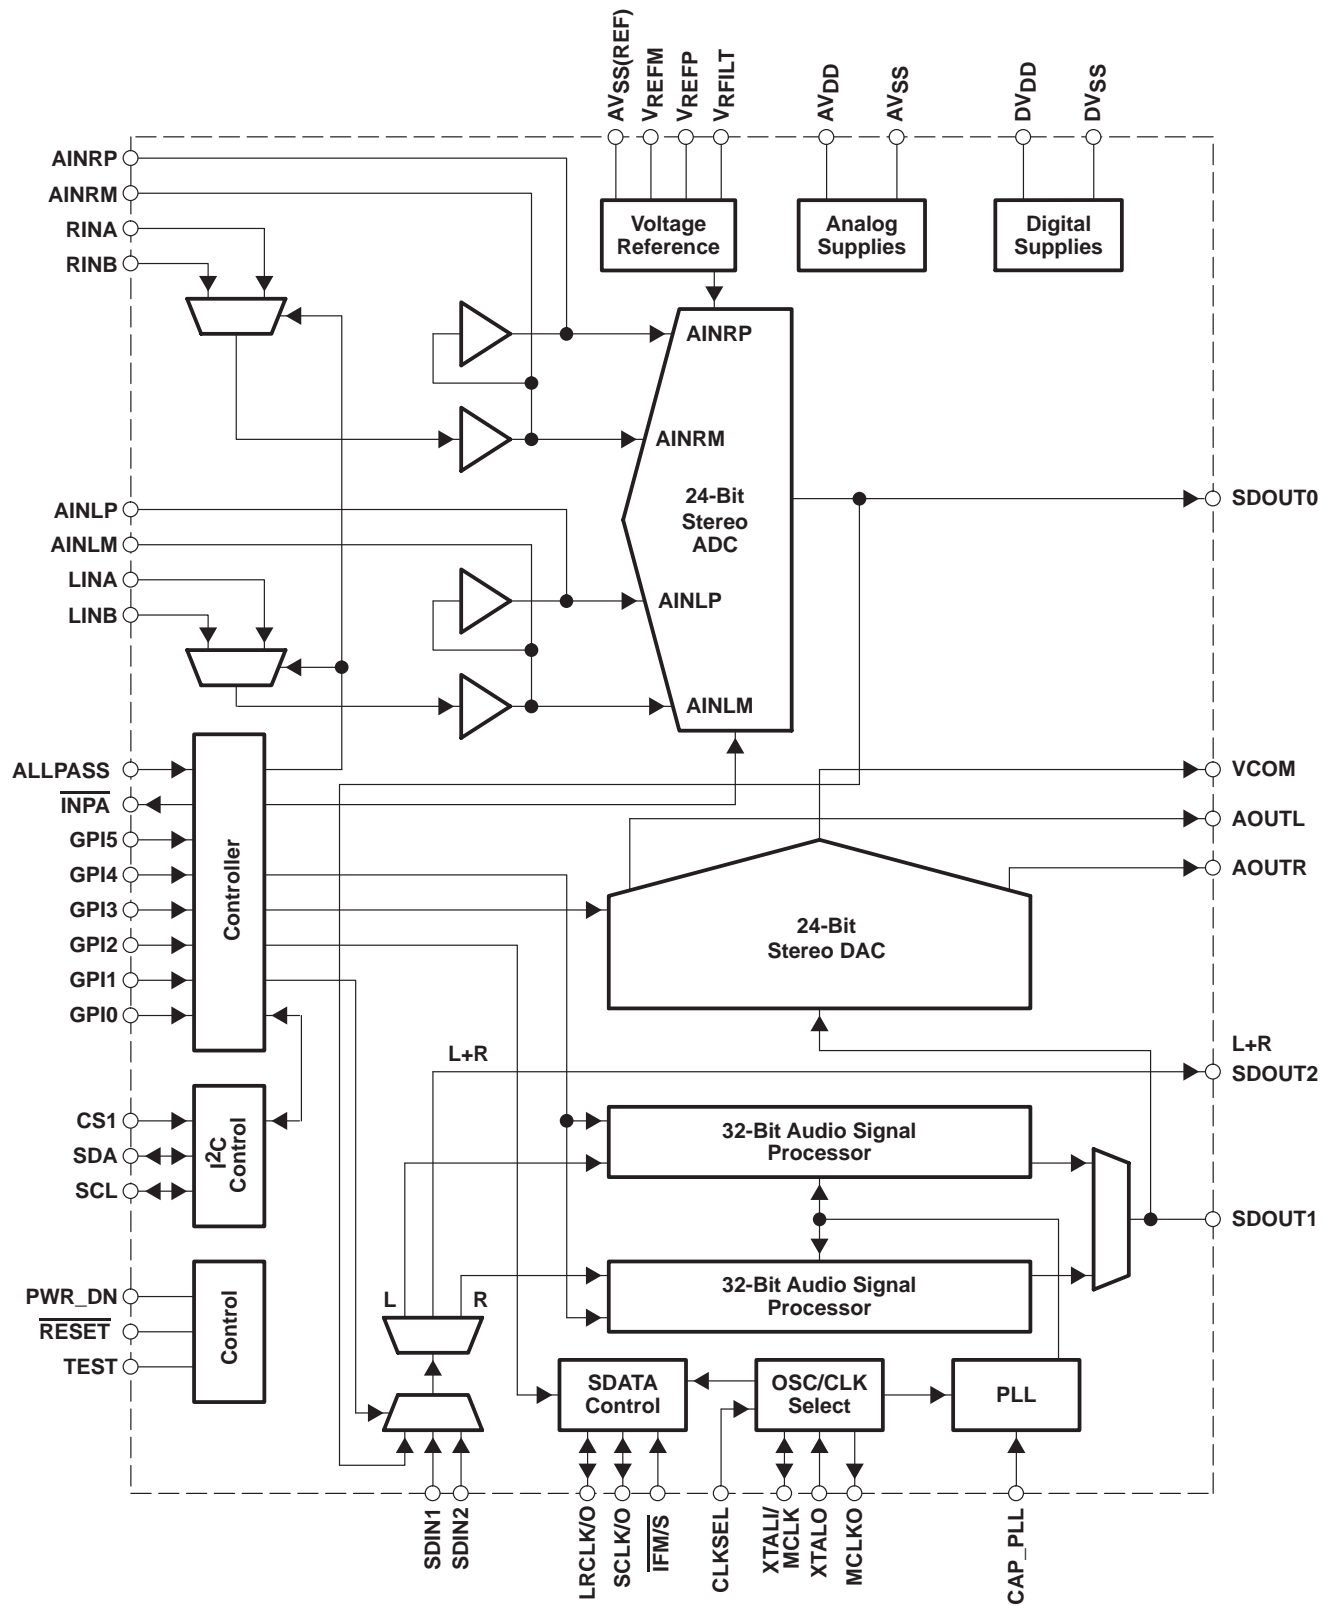 AVSS(REF)
VREFM
VREFP
VRFILT
AVDD
AVSS
DVDD
DVSS
AINRP
AINRM
RINA
RINB
Voltage
Reference
Analog
Supplies
Digital
Supplies
AINRP
AINRM
24-Bit
Stereo
ADC
AINLP
AINLM
SDOUT0
AINLP
AINLM
LINA
LINB
ALLPASS
INPA
GPI5
GPI4
GPI3
GPI2
GPI1
GPI0
Controller
VCOM
AOUTL
AOUTR
24-Bit
Stereo DAC
L+R
L+R
SDOUT2
CS1
SDA
SCL
I2C
Control
32-Bit Audio Signal
Processor
SDOUT1
32-Bit Audio Signal
Processor
PWR_DN
RESET
TEST
Control
L
R
SDATA
Control
OSC/CLK
Select
PLL
SDIN1
SDIN2
LRCLK/O
SCLK/O
IFM/S
CLKSEL
XTALI/
MCLK
XTALO
MCLKO
CAP_PLL